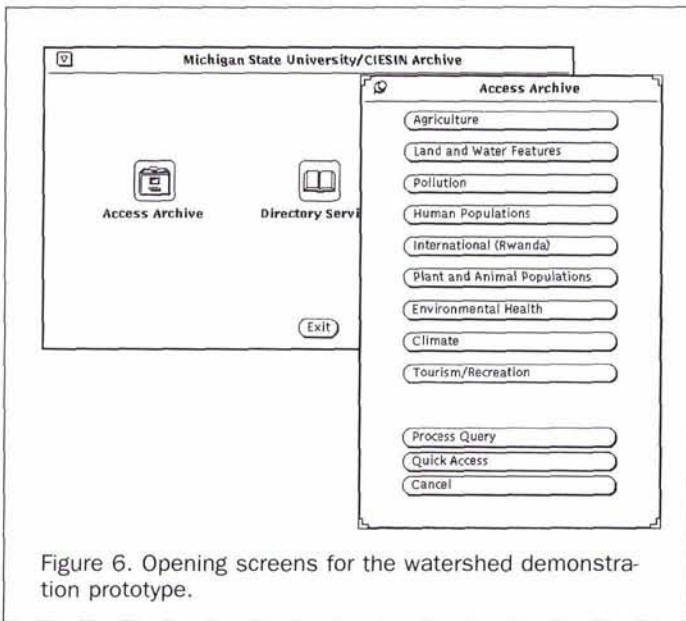 Michigan State University/CIESIN Archive
Access Archive
Directory Servi
Exit
Access Archive
Agriculture
Land and Water Features
Pollution
Human Populations
International (Rwanda)
Plant and Animal Populations
Environmental Health
Climate
Tourism/Recreation
Process Query
Quick Access
Cancel
Figure 6. Opening screens for the watershed demonstra-
tion prototype.